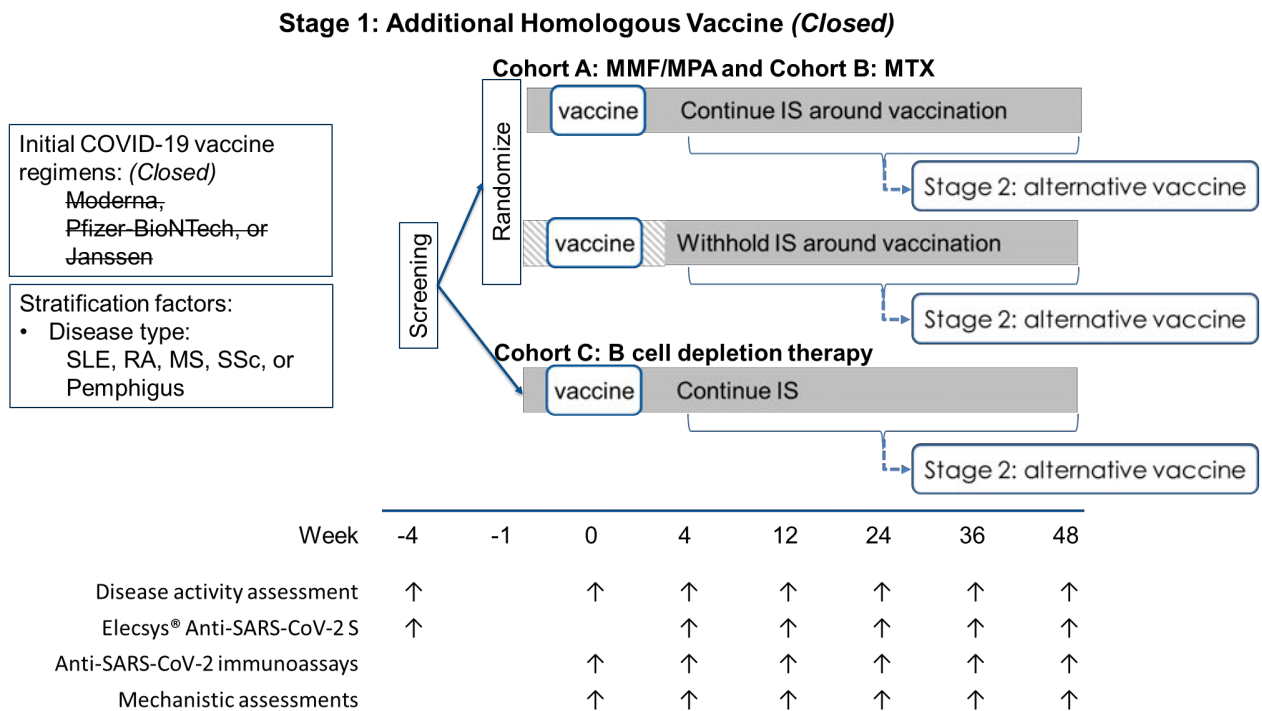 Stage 1: Additional Homologous Vaccine (Closed)
Initial COVID-19 vaccine
regimens: (Closed)
Moderna,
Pfizer-BioNTech, or
Janssen
Stratification factors:
• Disease type:
SLE, RA, MS, SSc, or
Pemphigus
Screening
Randomize
Cohort A: MMF/MPA and Cohort B: MTX
vaccine
Continue IS around vaccination
Stage 2: alternative vaccine
vaccine
Withhold IS around vaccination
Stage 2: alternative vaccine
Cohort C: B cell depletion therapy
vaccine
Continue IS
Stage 2: alternative vaccine
Week -4 -1 0 4 12 24 36 48
Disease activity assessment ↑ ↑ ↑ ↑ ↑ ↑ ↑
Elecsys® Anti-SARS-CoV-2 S ↑ ↑ ↑ ↑ ↑ ↑
Anti-SARS-CoV-2 immunoassays ↑ ↑ ↑ ↑ ↑ ↑
Mechanistic assessments ↑ ↑ ↑ ↑ ↑ ↑